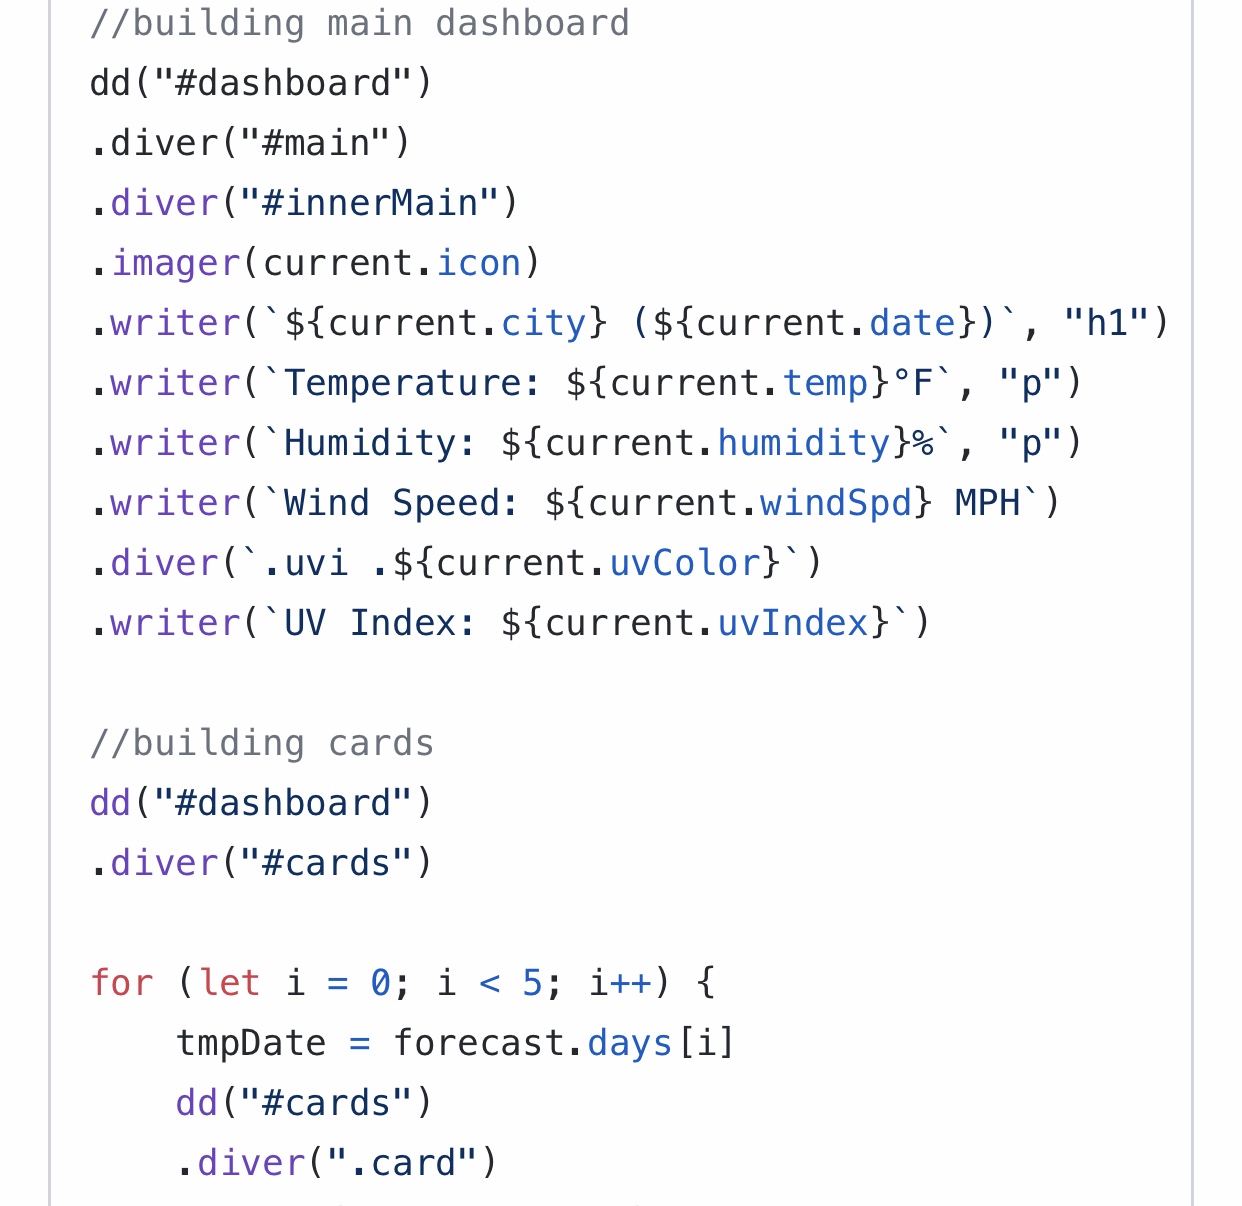 //building main dashboard
dd("#dashboard")
.diver("#main")
.diver("#innerMain")
.imager(current.icon)
.writer(`${current.city} (${current.date})`, "h1")
.writer(`Temperature: ${current.temp}°F`, "p")
.writer(`Humidity: ${current.humidity}%`, "p")
.writer(`Wind Speed: ${current.windSpd} MPH`)
.diver(`.uvi .${current.uvColor}`)
.writer(`UV Index: ${current.uvIndex}`)
//building cards
dd("#dashboard")
.diver("#cards")
for (let i = 0; i < 5; i++) {
    tmpDate = forecast.days[i]
    dd("#cards")
    .diver(".card")